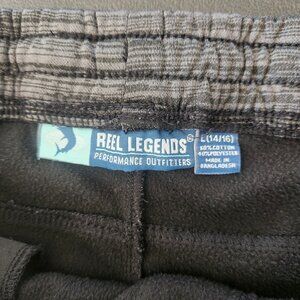 REEL LEGENDS®
PERFORMANCE OUTFITTERS
L(14/16)
60% COTTON
40% POLYESTER
MADE IN
BANGLADESH